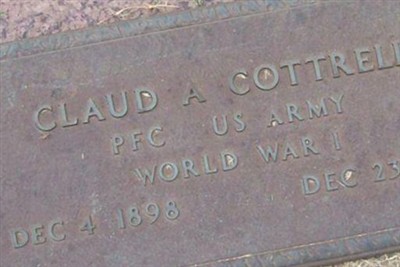 CLAUD A COTTRELL
PFC US ARMY
WORLD WAR I
DEC 4 1898 DEC 23